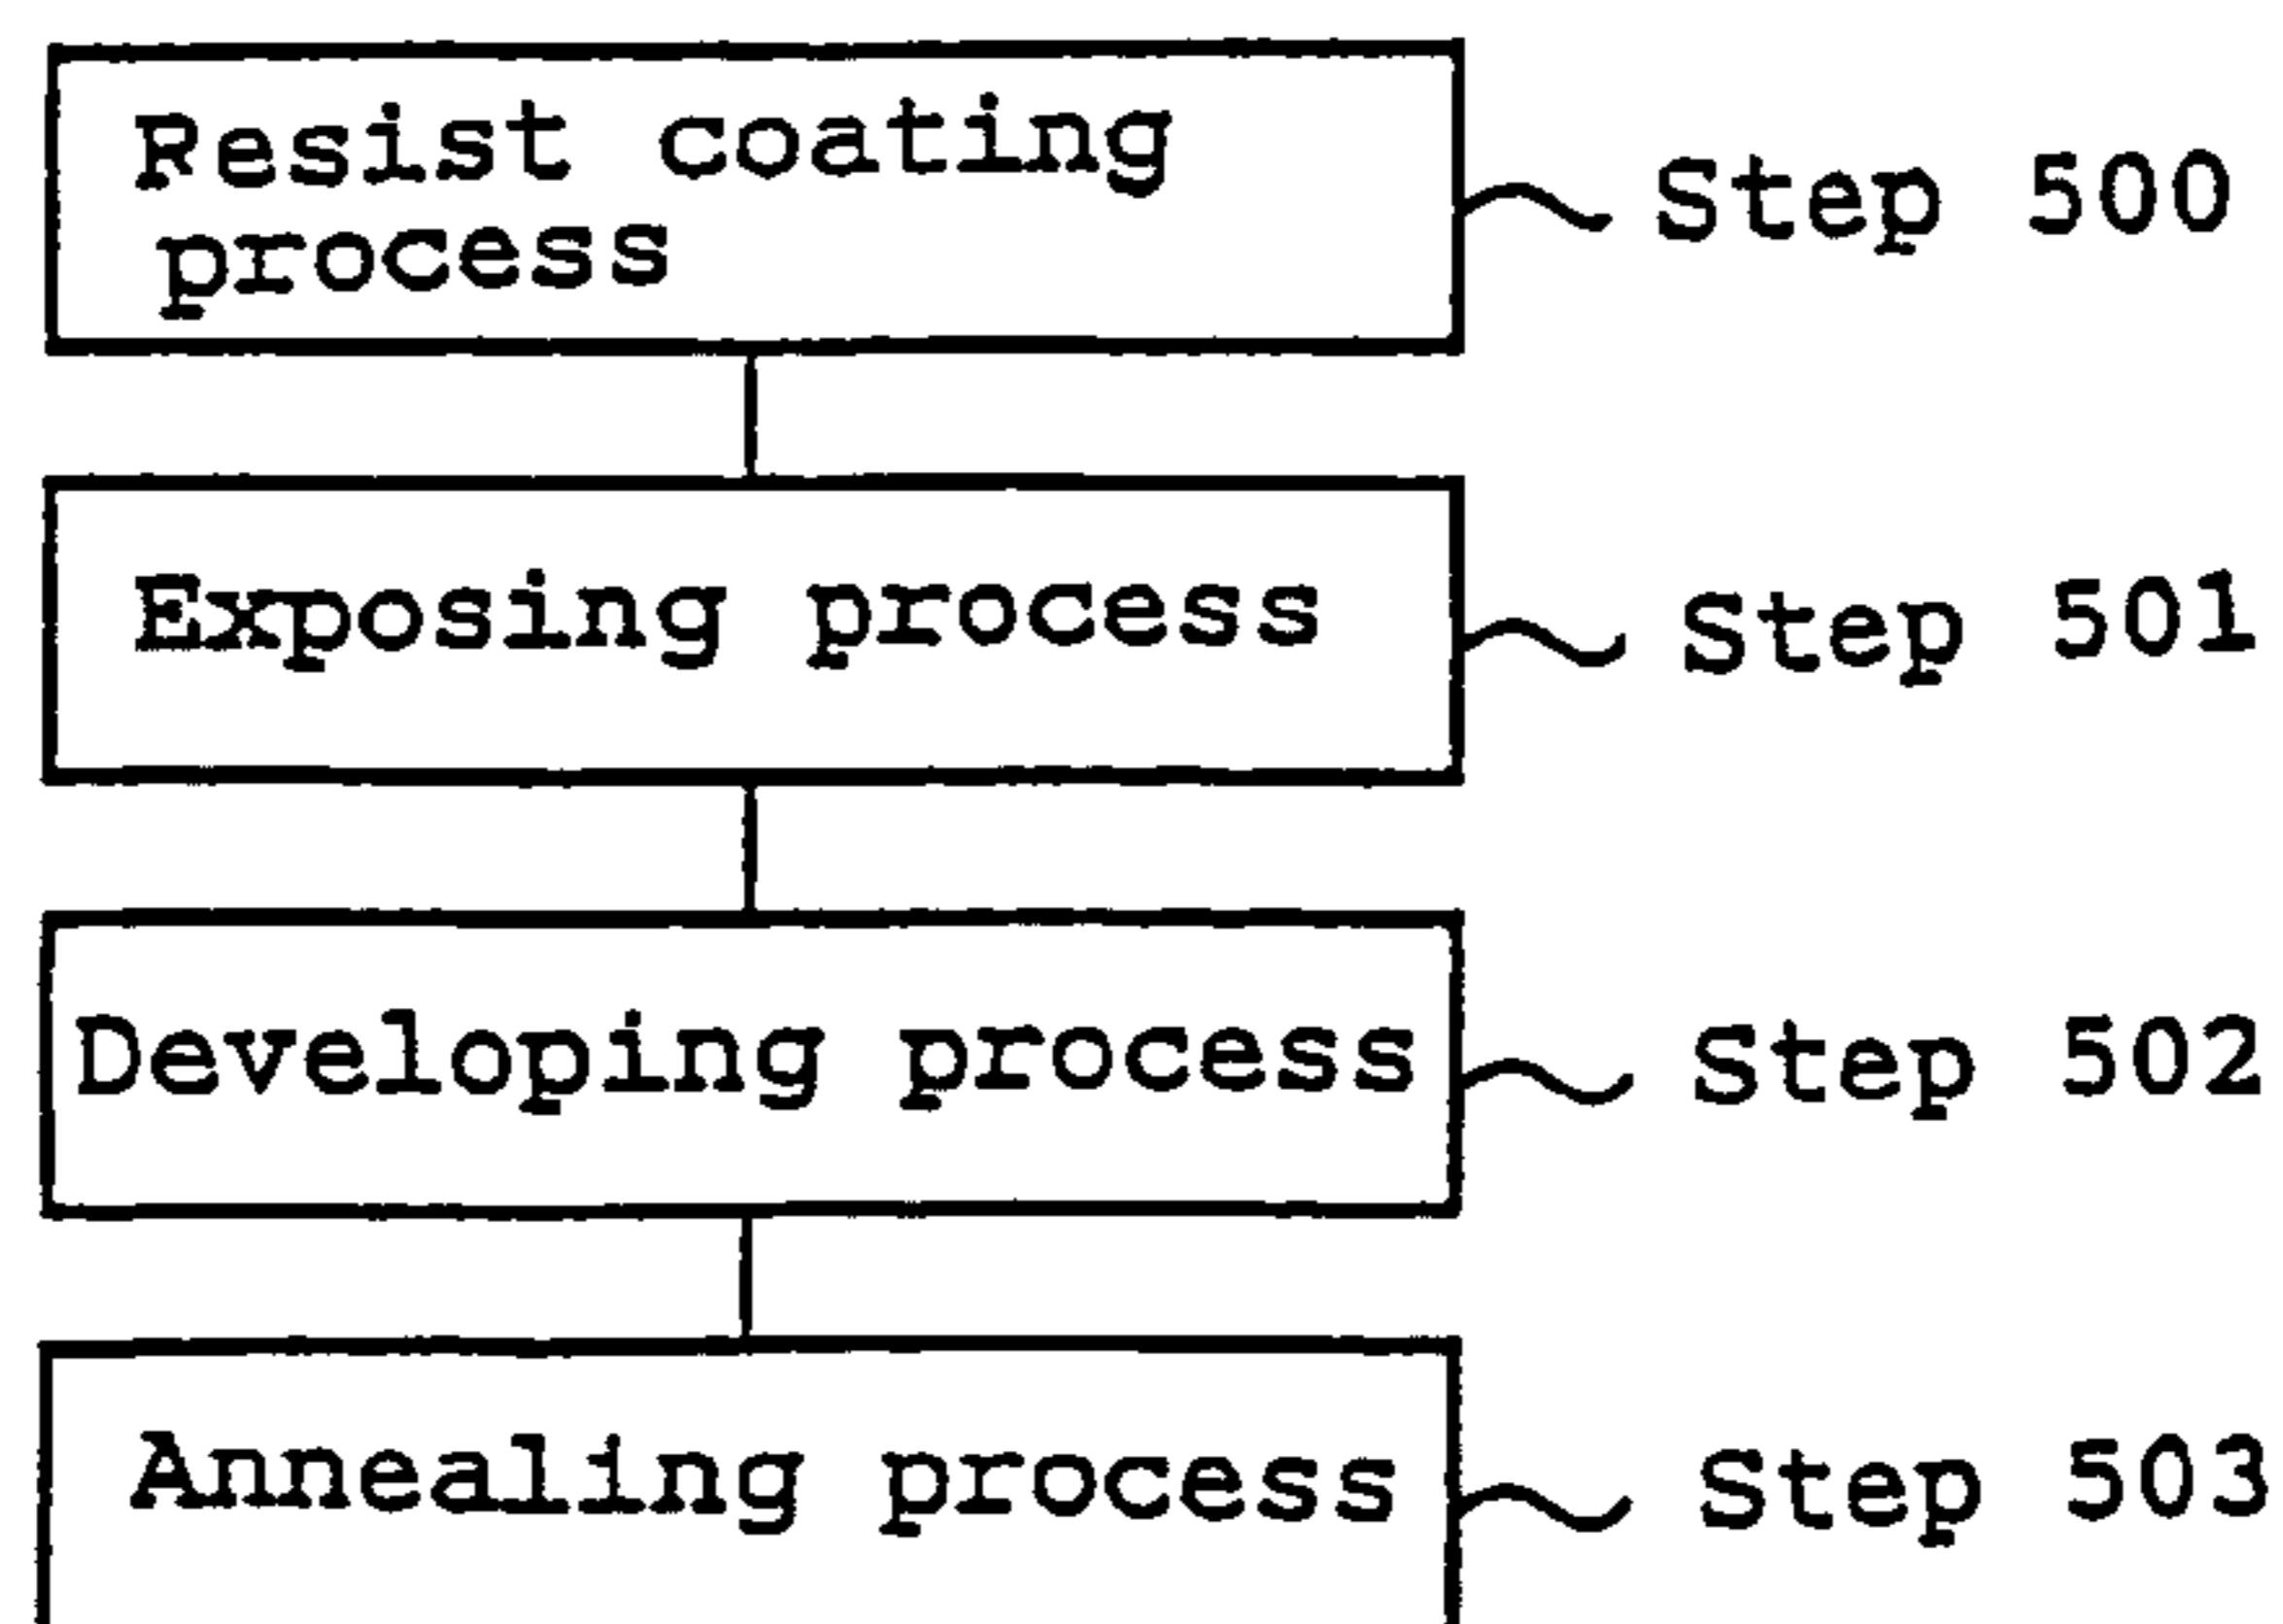 Resist coating
process
Step 500
Exposing process
Step 501
Developing process
Step 502
Annealing process
Step 503